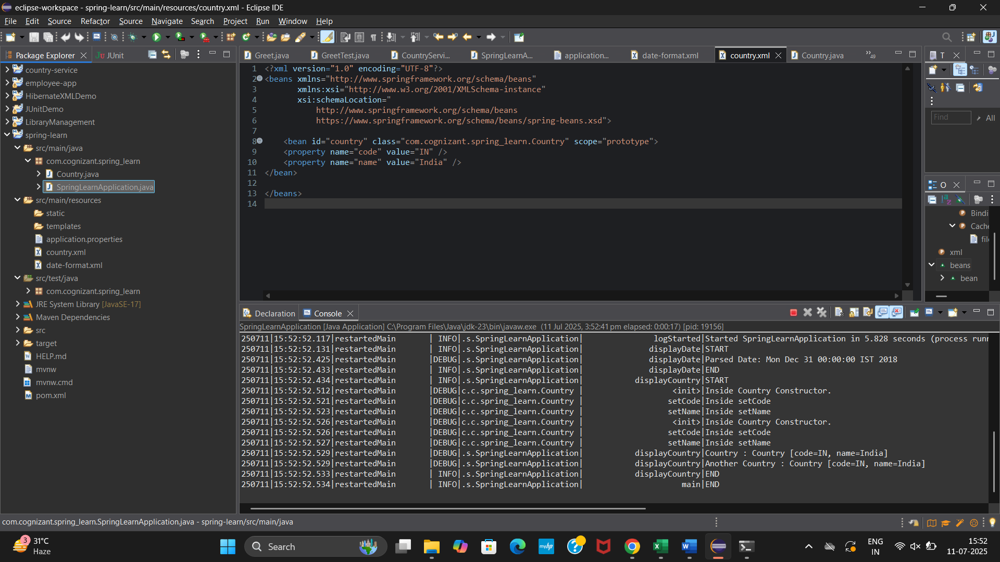 eclipse-workspace - spring-learn/src/main/resources/country.xml - Eclipse IDE
File Edit Source Refactor Source Navigate Search Project Run Window Help
Package Explorer JUnit
country-service
employee-app
HibernateXMLDemo
JUnitDemo
LibraryManagement
spring-learn
src/main/java
com.cognizant.spring_learn
Country.java
SpringLearnApplication.java
src/main/resources
static
templates
application.properties
country.xml
date-format.xml
src/test/java
com.cognizant.spring_learn
JRE System Library [JavaSE-17]
Maven Dependencies
src
target
HELP.md
mvnw
mvnw.cmd
pom.xml
Greet.java GreetTest.java CountryServi... SpringLearnA... application... date-format.xml country.xml Country.java »49
1 <?xml version="1.0" encoding="UTF-8"?>
2 <beans xmlns="http://www.springframework.org/schema/beans"
3 xmlns:xsi="http://www.w3.org/2001/XMLSchema-instance"
4 xsi:schemaLocation="
5 http://www.springframework.org/schema/beans
6 https://www.springframework.org/schema/beans/spring-beans.xsd">
7
8 <bean id="country" class="com.cognizant.spring_learn.Country" scope="prototype">
9 <property name="code" value="IN" />
10 <property name="name" value="India" />
11 </bean>
12
13 </beans>
14
T
Find All
O
Bindi
Cache
file
xml
beans
bean
Declaration Console
SpringLearnApplication [Java Application] C:\Program Files\Java\jdk-23\bin\javaw.exe (11 Jul 2025, 3:52:41 pm elapsed: 0:00:17) [pid: 19156]
250711|15:52:52.117|restartedMain | INFO|.s.SpringLearnApplication| logStarted|Started SpringLearnApplication in 5.828 seconds (process runn
250711|15:52:52.131|restartedMain | INFO|.s.SpringLearnApplication| displayDate|START
250711|15:52:52.425|restartedMain |DEBUG|.s.SpringLearnApplication| displayDate|Parsed Date: Mon Dec 31 00:00:00 IST 2018
250711|15:52:52.433|restartedMain | INFO|.s.SpringLearnApplication| displayDate|END
250711|15:52:52.434|restartedMain | INFO|.s.SpringLearnApplication| displayCountry|START
250711|15:52:52.512|restartedMain |DEBUG|c.c.spring_learn.Country | <init>|Inside Country Constructor.
250711|15:52:52.521|restartedMain |DEBUG|c.c.spring_learn.Country | setCode|Inside setCode
250711|15:52:52.523|restartedMain |DEBUG|c.c.spring_learn.Country | setName|Inside setName
250711|15:52:52.526|restartedMain |DEBUG|c.c.spring_learn.Country | <init>|Inside Country Constructor.
250711|15:52:52.526|restartedMain |DEBUG|c.c.spring_learn.Country | setCode|Inside setCode
250711|15:52:52.527|restartedMain |DEBUG|c.c.spring_learn.Country | setName|Inside setName
250711|15:52:52.529|restartedMain |DEBUG|.s.SpringLearnApplication| displayCountry|Country : Country [code=IN, name=India]
250711|15:52:52.529|restartedMain |DEBUG|.s.SpringLearnApplication| displayCountry|Another Country : Country [code=IN, name=India]
250711|15:52:52.533|restartedMain | INFO|.s.SpringLearnApplication| displayCountry|END
250711|15:52:52.534|restartedMain | INFO|.s.SpringLearnApplication| main|END
com.cognizant.spring_learn.SpringLearnApplication.java - spring-learn/src/main/java
3
31°C
Haze
Search
myhp
ENG
IN
15:52
11-07-2025